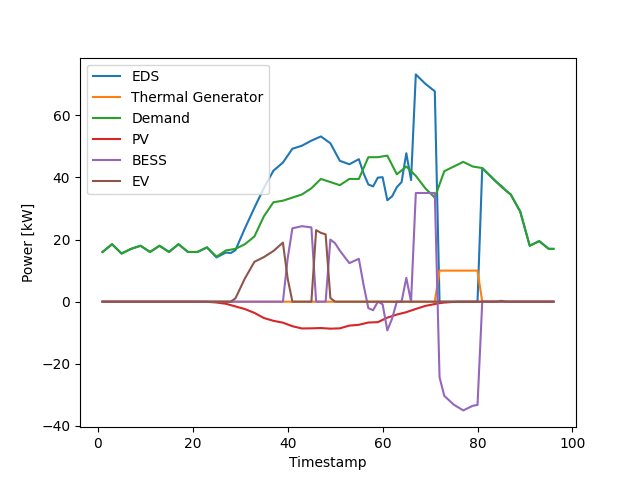 EDS
Thermal Generator
Demand
PV
BESS
EV
Power [kW]
60
40
20
0
−20
−40
0 20 40 60 80 100
Timestamp